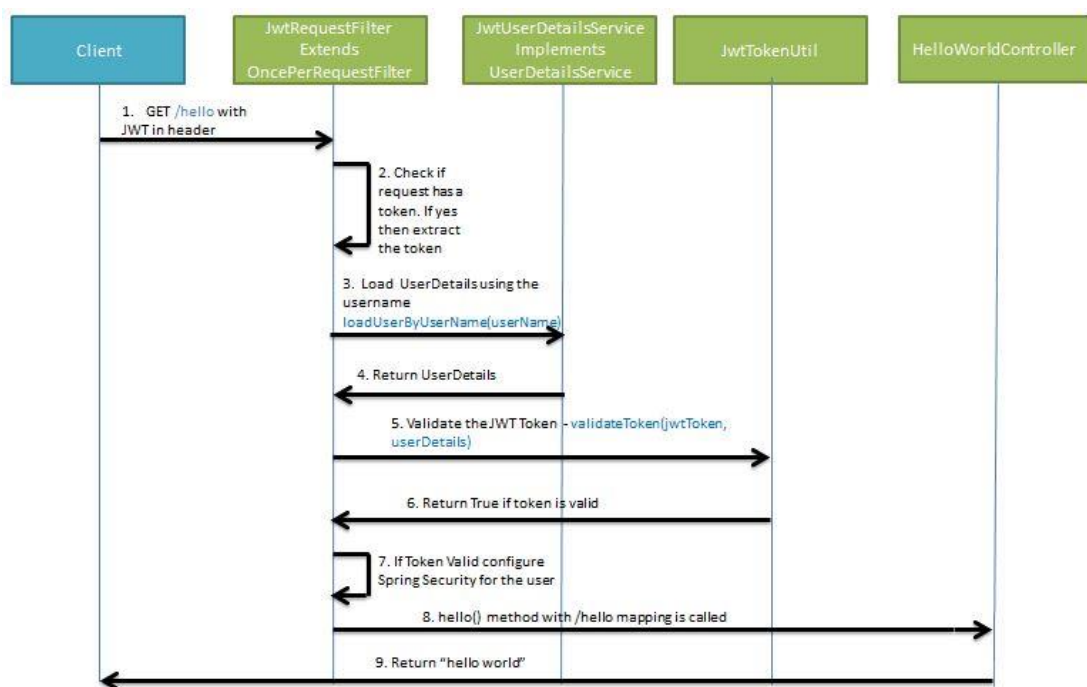 Client
JwtRequestFilter
Extends
OncePerRequestFilter
JwtUserDetailsService
Implements
UserDetailsService
JwtTokenUtil
HelloWorldController
1. GET /hello with
JWT in header
2. Check if
request has a
token. If yes
then extract
the token
3. Load UserDetails using the
username
loadUserByUserName(userName)
4. Return UserDetails
5. Validate the JWT Token - validateToken(jwtToken,
userDetails)
6. Return True if token is valid
7. If Token Valid configure
Spring Security for the user
8. hello() method with /hello mapping is called
9. Return “hello world”